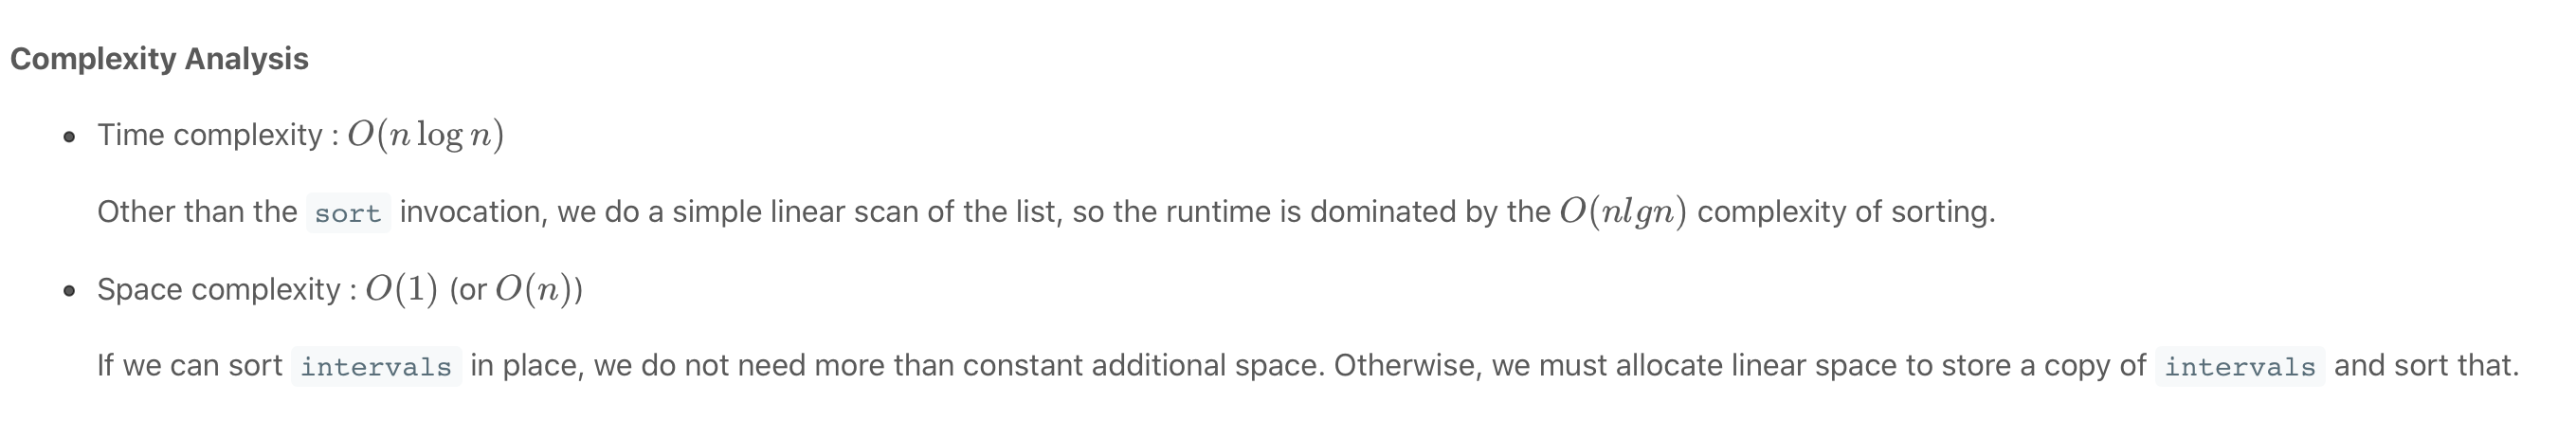 Complexity Analysis
• Time complexity : O(n log n)
Other than the sort invocation, we do a simple linear scan of the list, so the runtime is dominated by the O(nlgn) complexity of sorting.
• Space complexity : O(1) (or O(n))
If we can sort intervals in place, we do not need more than constant additional space. Otherwise, we must allocate linear space to store a copy of intervals and sort that.